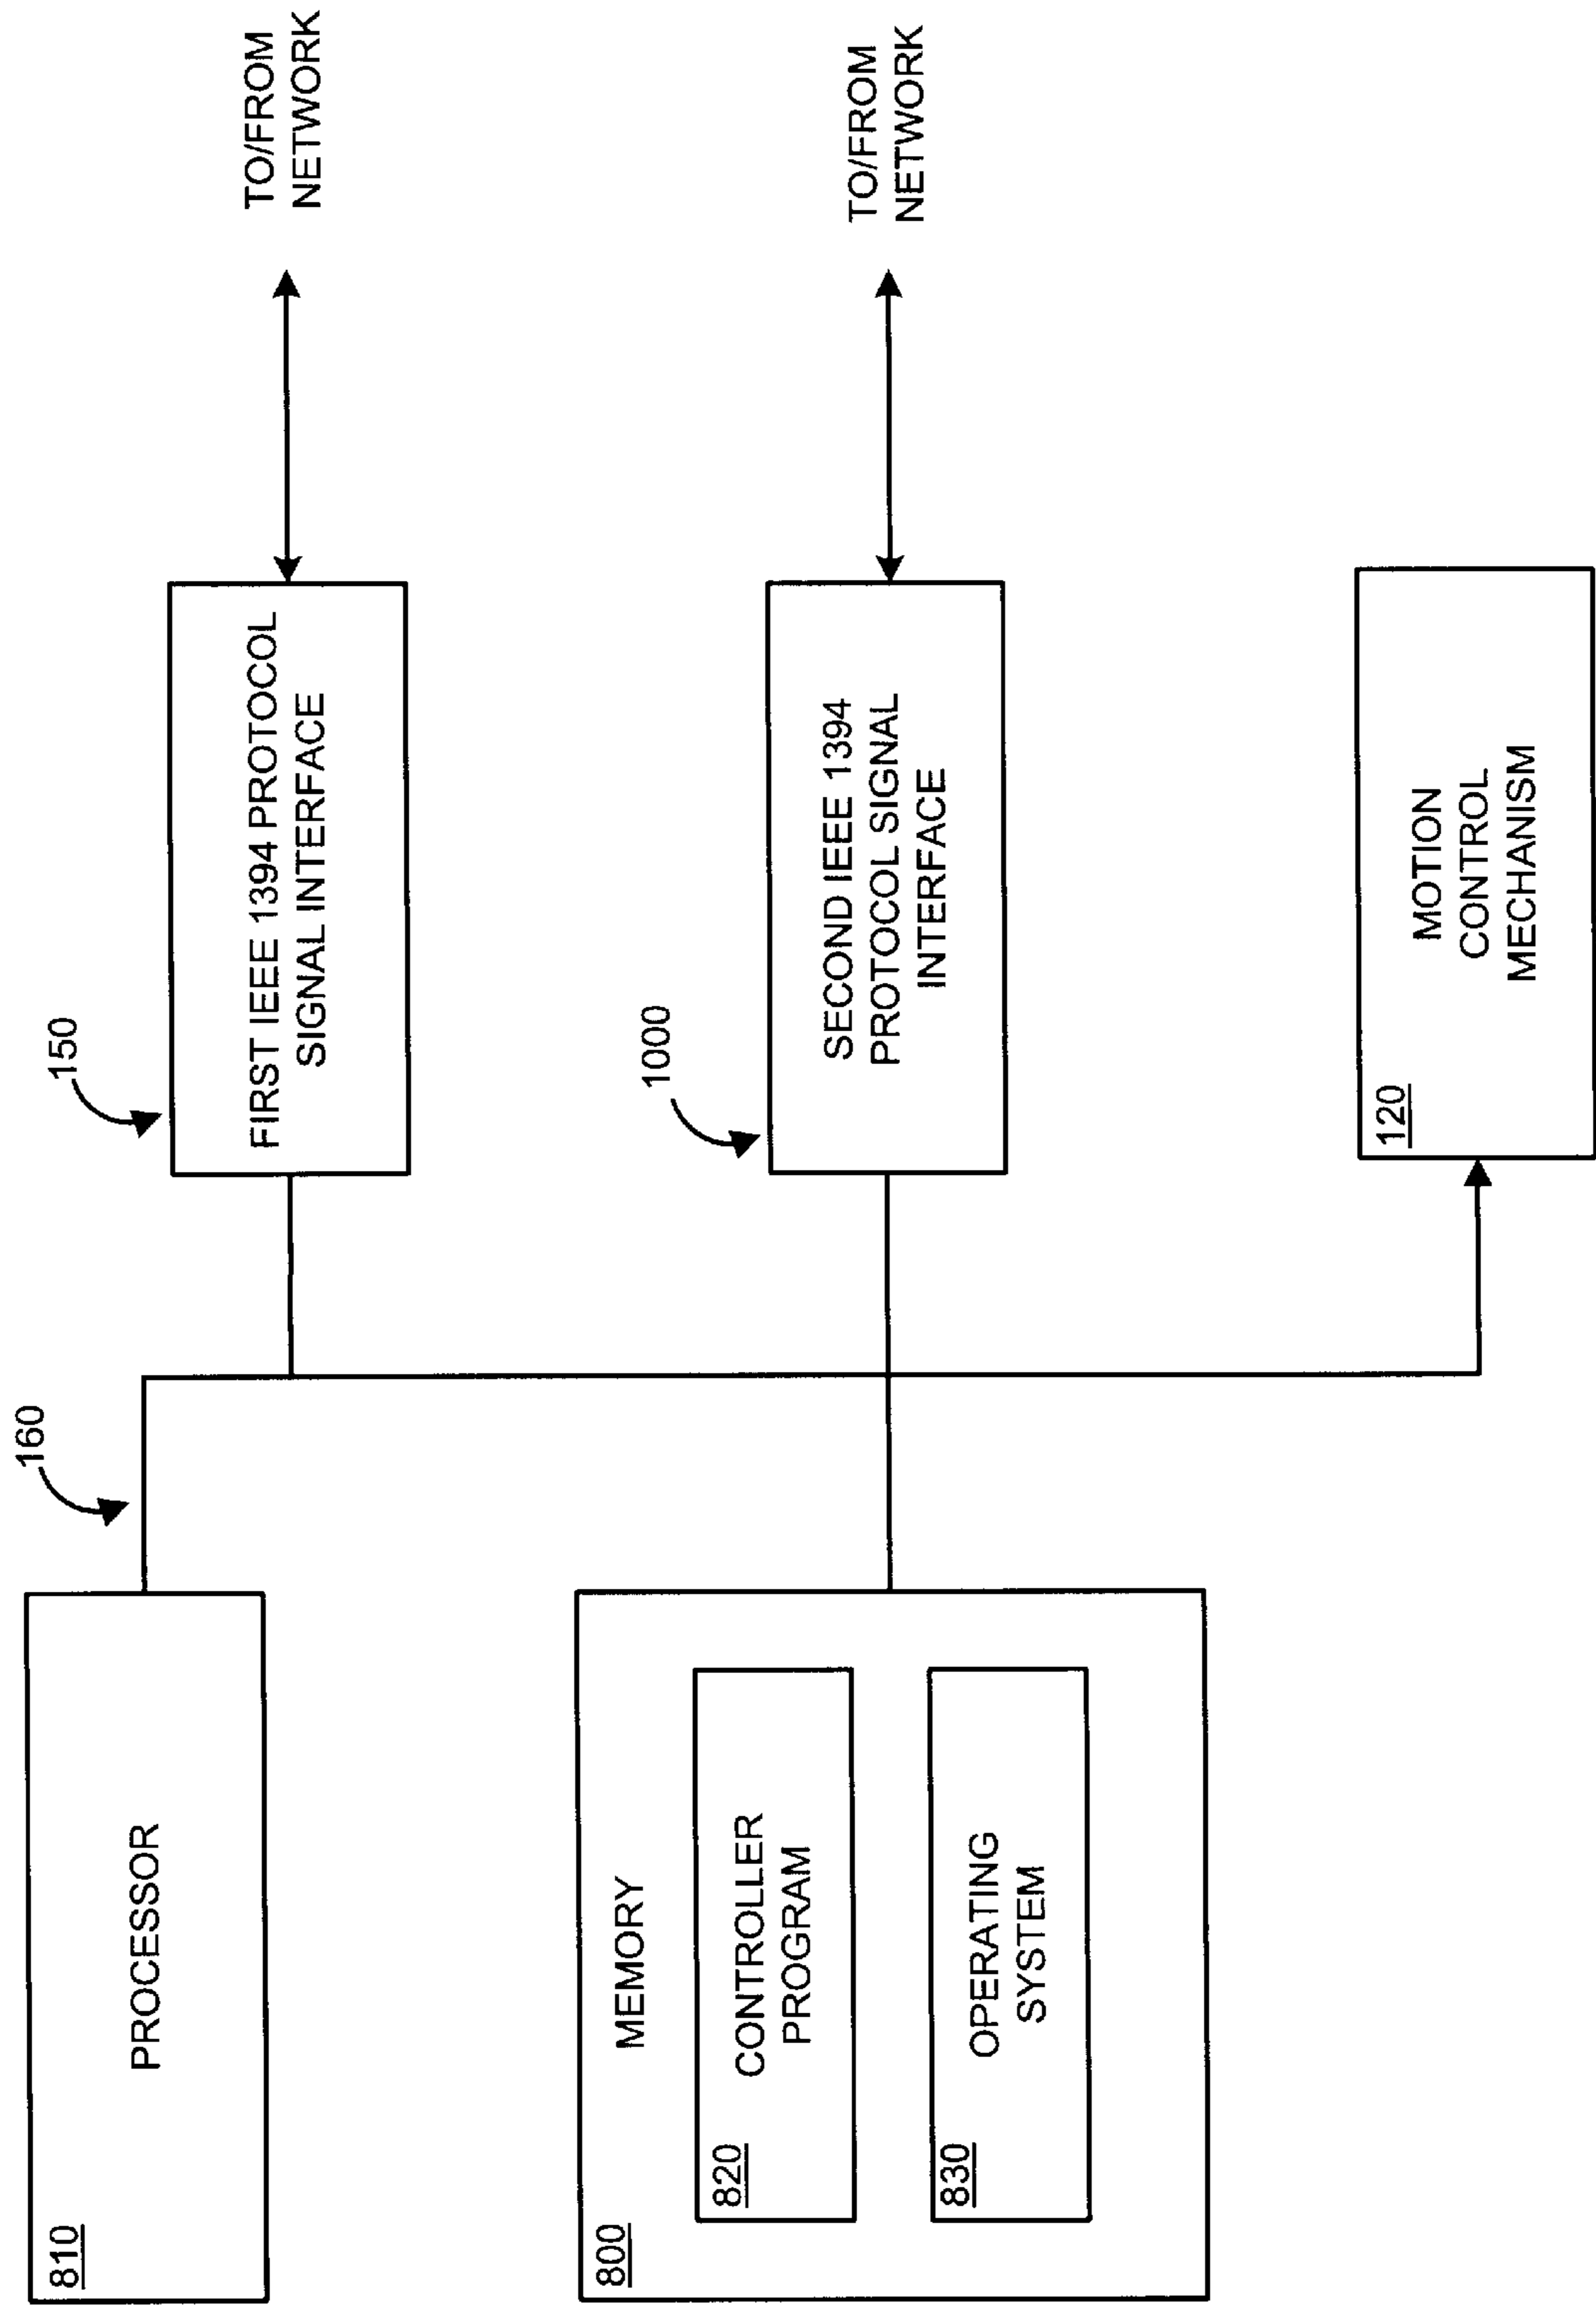 810
PROCESSOR
160
800
MEMORY
820
CONTROLLER
PROGRAM
830
OPERATING
SYSTEM
150
FIRST IEEE 1394 PROTOCOL
SIGNAL INTERFACE
TO/FROM
NETWORK
1000
SECOND IEEE 1394
PROTOCOL SIGNAL
INTERFACE
TO/FROM
NETWORK
120
MOTION
CONTROL
MECHANISM